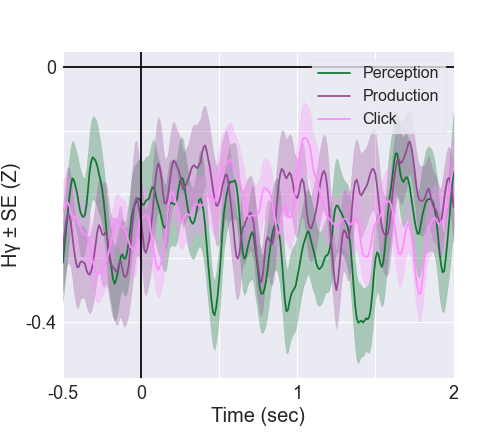 0
Perception
Production
Click
Hγ ± SE (Z)
-0.4
-0.5 0 1 2
Time (sec)